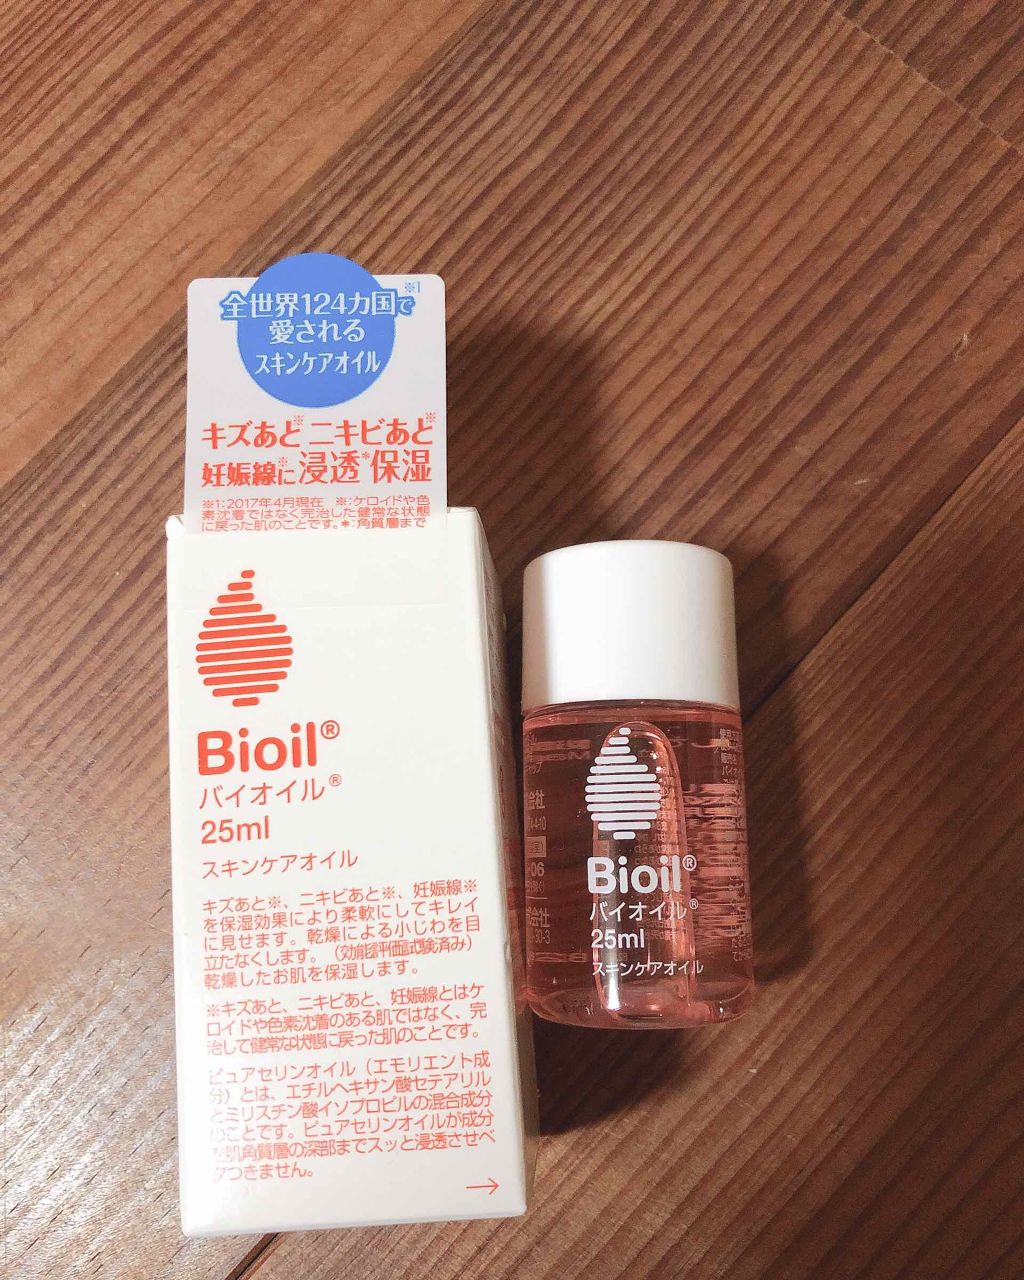 全世界124カ国で※1
愛される
スキンケアオイル
キズあと※ニキビあと※
妊娠線※に浸透*保湿
※1:2017年4月現在 ※:ケロイドや色
素沈着ではなく完治した健常な状態
に戻った肌のことです。*:角質層まで
Bioil®
バイオイル®
25ml
スキンケアオイル
キズあと※、ニキビあと※、妊娠線※
を保湿効果により柔軟にしてキレイ
に見せます。乾燥による小じわを目
立たなくします。(効能評価試験済み)
乾燥したお肌を保湿します。
※キズあと、ニキビあと、妊娠線とはケ
ロイドや色素沈着のある肌ではなく、完
治して健常な状態に戻った肌のことです。
ピュアセリンオイル(エモリエント成
分)とは、エチルヘキサン酸セテアリル
とミリスチン酸イソプロピルの混合成分
のことです。ピュアセリンオイルが成分
を肌角質層の深部までスッと浸透させベ
タつきません。
→
Bioil®
バイオイル®
25ml
スキンケアオイル
会社
4-10
06
式会社
-30-3